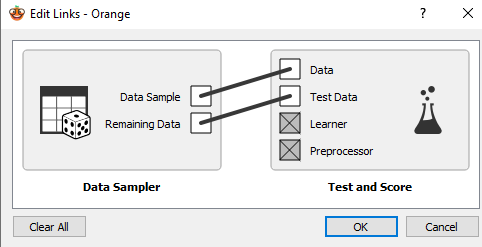 Edit Links - Orange
?
Data Sample
Remaining Data
Data
Test Data
Learner
Preprocessor
Data Sampler
Test and Score
Clear All
OK
Cancel